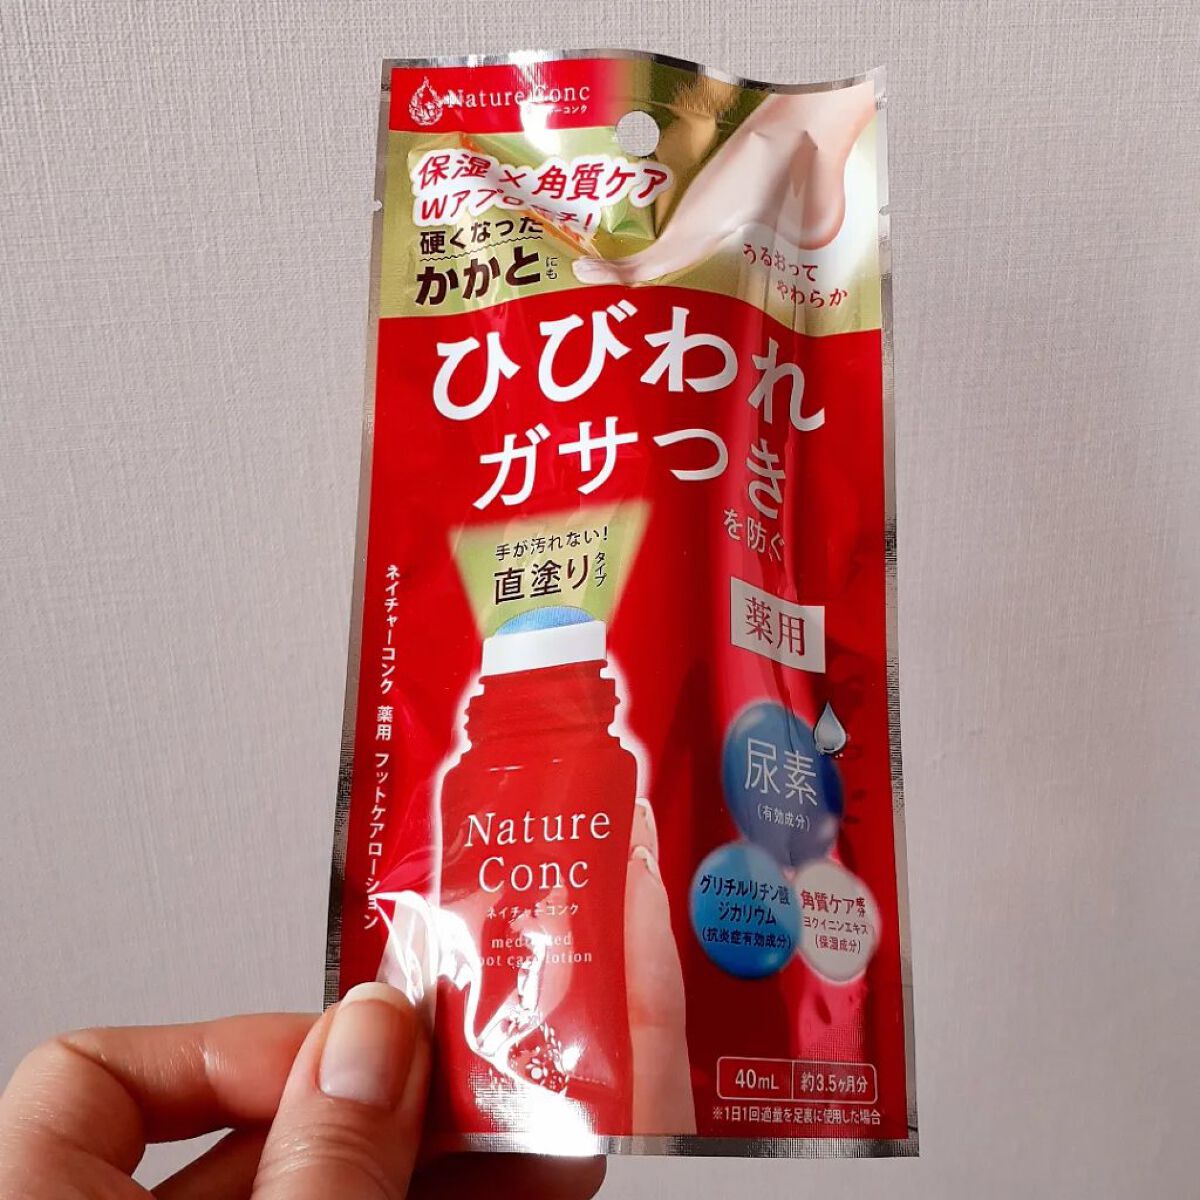 Nature Conc
保湿×角質ケア
Wアプローチ!
硬くなった
かかとにも
うるおって
やわらか
ひびわれ
ガサつき
を防ぐ
手が汚れない!
直塗りタイプ
薬用
ネイチャーコンク 薬用 フットケアローション
尿素
(有効成分)
グリチルリチン酸
ジカリウム
(抗炎症有効成分)
角質ケア成分
ヨクイニンエキス
(保湿成分)
Nature
Conc
ネイチャーコンク
medicated
foot care lotion
40mL 約3.5ヶ月分
※1日1回適量を足裏に使用した場合